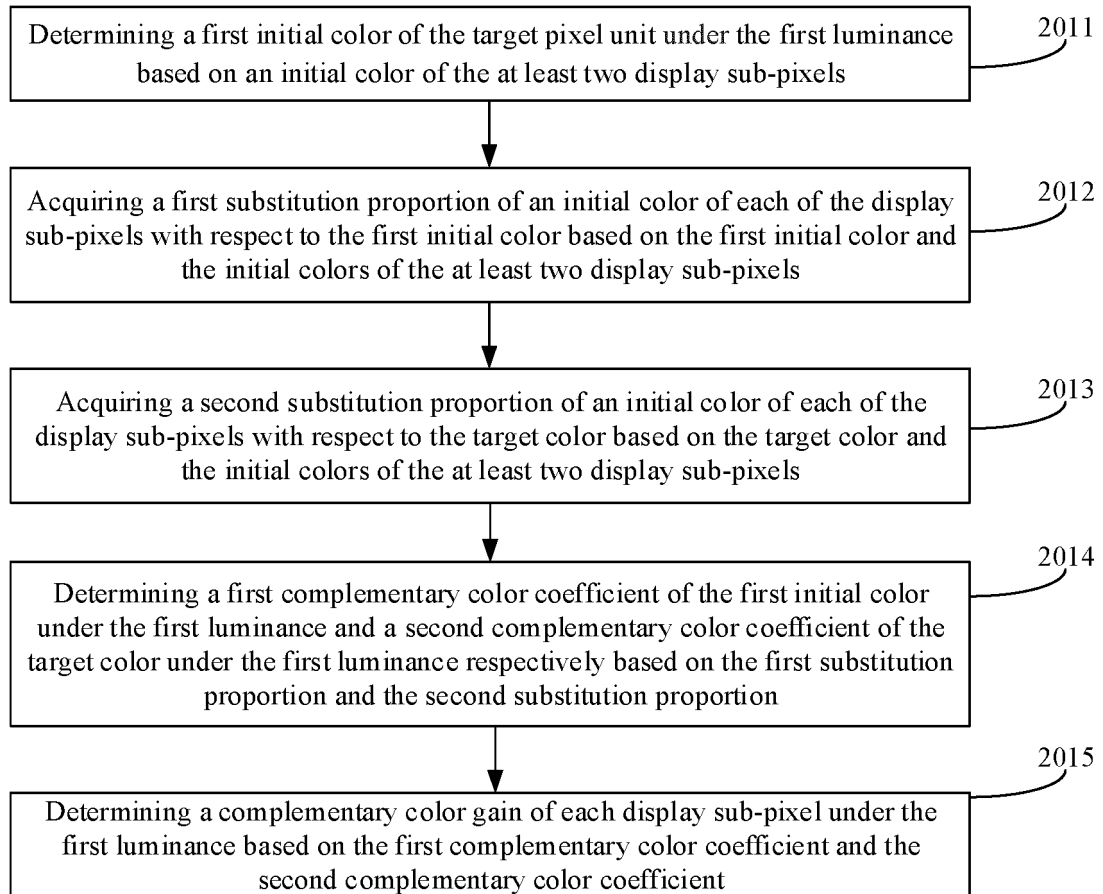 Determining a first initial color of the target pixel unit under the first luminance
based on an initial color of the at least two display sub-pixels
2011
Acquiring a first substitution proportion of an initial color of each of the display
sub-pixels with respect to the first initial color based on the first initial color and
the initial colors of the at least two display sub-pixels
2012
Acquiring a second substitution proportion of an initial color of each of the
display sub-pixels with respect to the target color based on the target color and
the initial colors of the at least two display sub-pixels
2013
Determining a first complementary color coefficient of the first initial color
under the first luminance and a second complementary color coefficient of the
target color under the first luminance respectively based on the first substitution
proportion and the second substitution proportion
2014
Determining a complementary color gain of each display sub-pixel under the
first luminance based on the first complementary color coefficient and the
second complementary color coefficient
2015